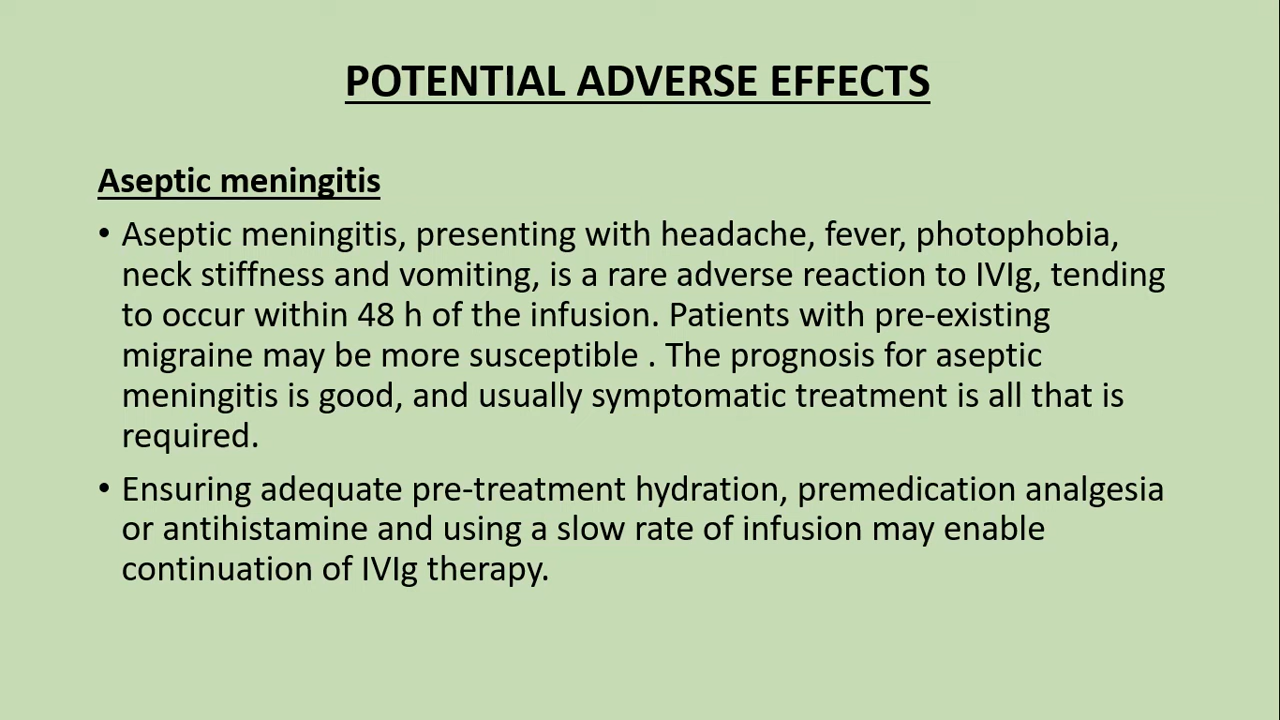 POTENTIAL ADVERSE EFFECTS
Aseptic meningitis
• Aseptic meningitis, presenting with headache, fever, photophobia,
neck stiffness and vomiting, is a rare adverse reaction to IVIg, tending
to occur within 48 h of the infusion. Patients with pre-existing
migraine may be more susceptible . The prognosis for aseptic
meningitis is good, and usually symptomatic treatment is all that is
required.
• Ensuring adequate pre-treatment hydration, premedication analgesia
or antihistamine and using a slow rate of infusion may enable
continuation of IVIg therapy.